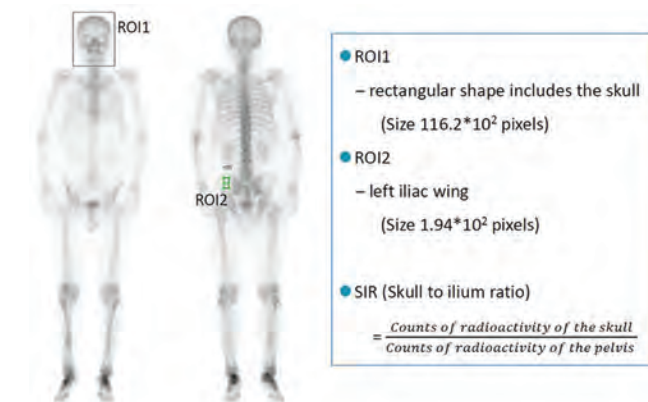 ROI1
ROI2
● ROI1
– rectangular shape includes the skull
(Size 116.2*10² pixels)
● ROI2
– left iliac wing
(Size 1.94*10² pixels)
● SIR (Skull to ilium ratio)
= Counts of radioactivity of the skull
Counts of radioactivity of the pelvis